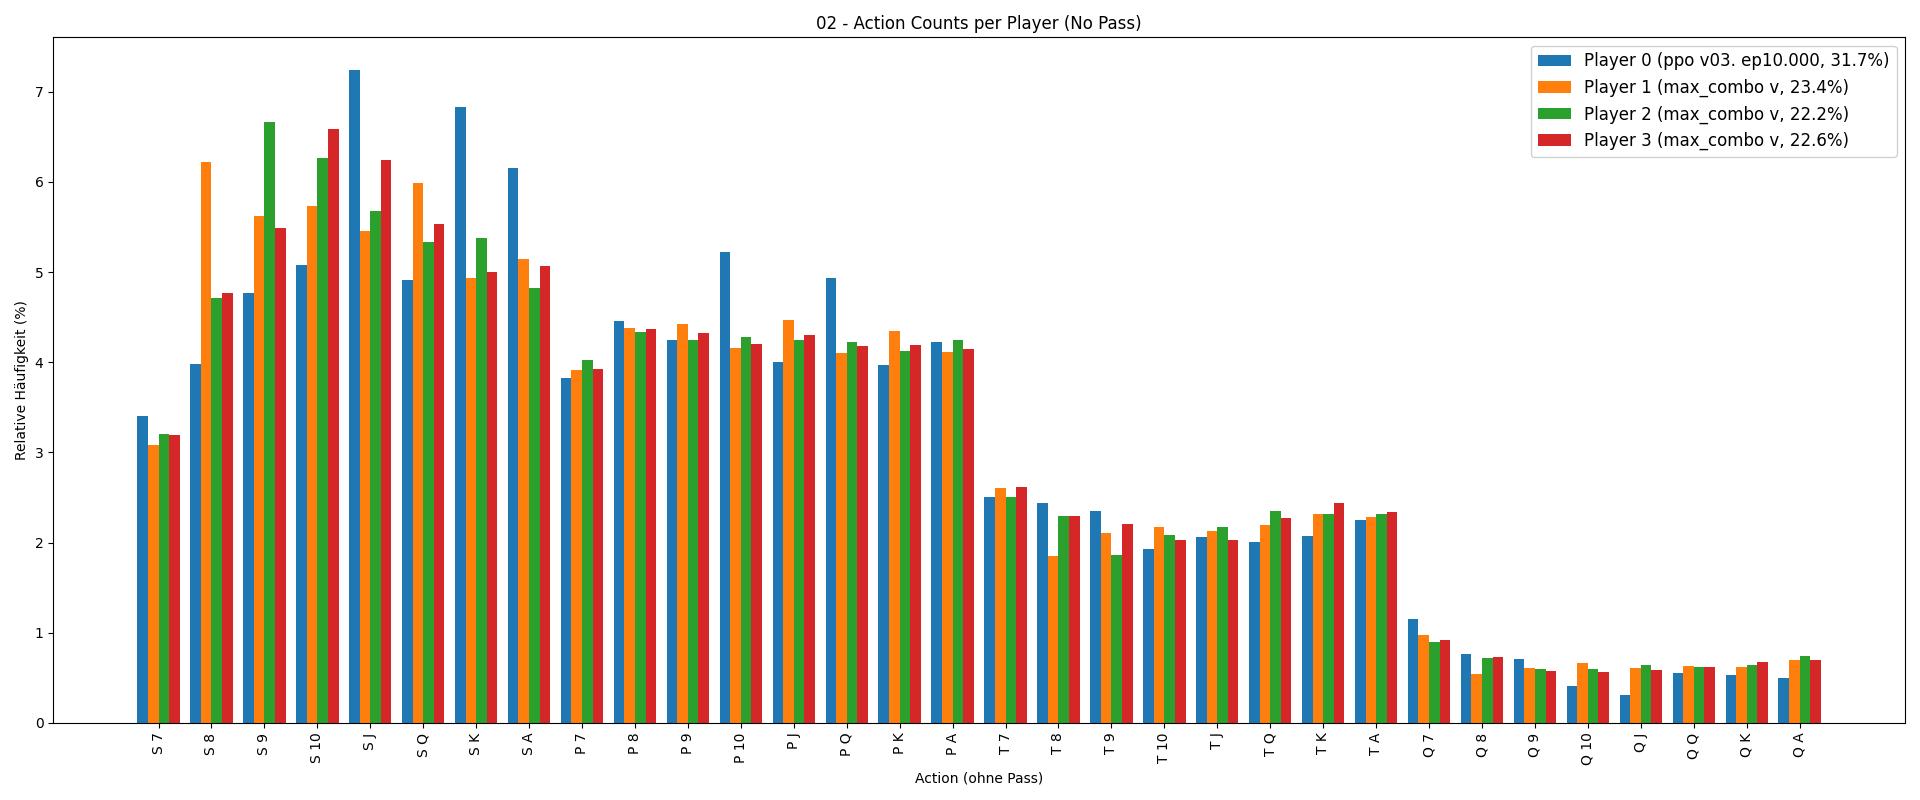 02 - Action Counts per Player (No Pass)
Player 0 (ppo v03. ep10.000, 31.7%)
Player 1 (max_combo v, 23.4%)
Player 2 (max_combo v, 22.2%)
Player 3 (max_combo v, 22.6%)
Relative Häufigkeit (%)
7
6
5
4
3
2
1
0
S 7
S 8
S 9
S 10
S J
S Q
S K
S A
P 7
P 8
P 9
P 10
P J
P Q
P K
P A
T 7
T 8
T 9
T 10
T J
T Q
T K
T A
Q 7
Q 8
Q 9
Q 10
Q J
Q Q
Q K
Q A
Action (ohne Pass)